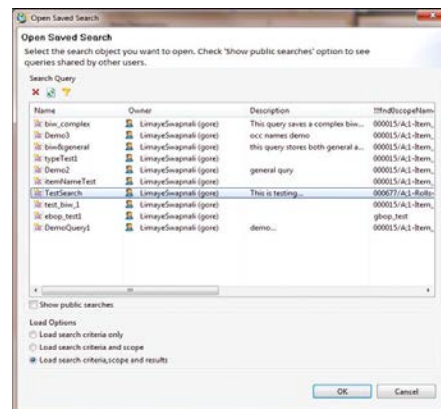 Open Saved Search
Open Saved Search
Select the search object you want to open. Check 'Show public searches' option to see
queries shared by other users.
Search Query
Name Owner Description !!!fnd0scopeNam
biw_complex LimayeSwapnali (gore) This query saves a complex biw... 000015/A;1-Item_
Demo3 LimayeSwapnali (gore) occ names demo 000015/A;1-Item_
biw&general LimayeSwapnali (gore) this query stores both general a... 000015/A;1-Item_
typeTest1 LimayeSwapnali (gore) 000015/A;1-Item_
Demo2 LimayeSwapnali (gore) general qury 000015/A;1-Item_
itemNameTest LimayeSwapnali (gore) 000015/A;1-Item_
TestSearch LimayeSwapnali (gore) This is testing... 000677/A;1-Rolls-
test_biw_1 LimayeSwapnali (gore) 000015/A;1-Item_
ebop_test1 LimayeSwapnali (gore) gbop_test
DemoQuery1 LimayeSwapnali (gore) demo... 000015/A;1-Item_
Show public searches
Load Options
Load search criteria only
Load search criteria and scope
Load search criteria,scope and results
OK Cancel